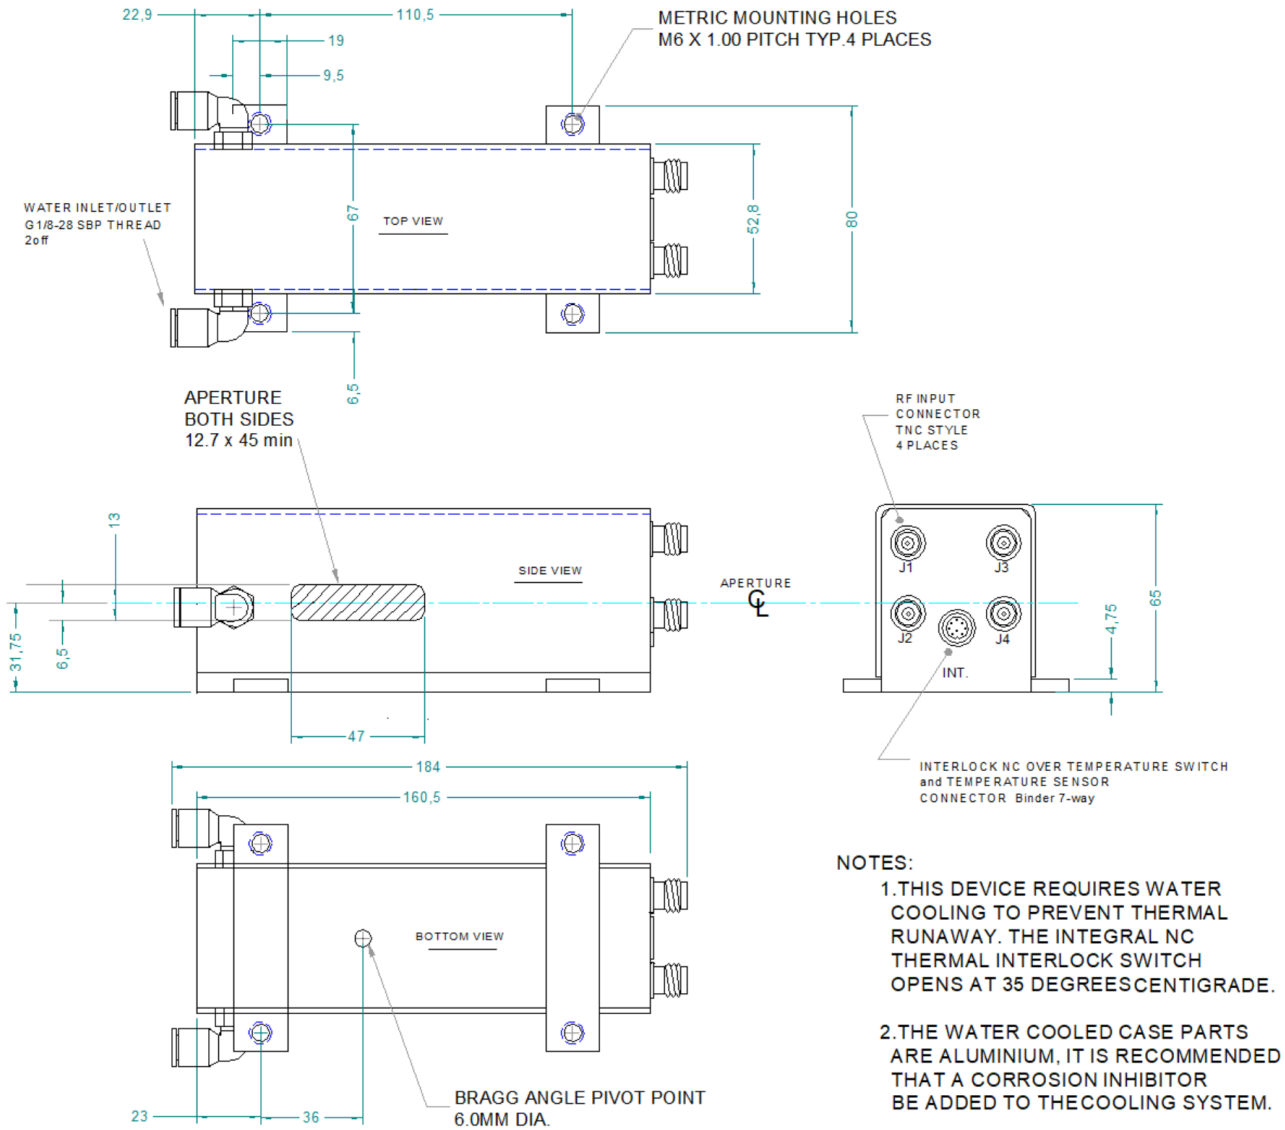 22,9
110,5
METRIC MOUNTING HOLES
M6 X 1.00 PITCH TYP.4 PLACES
19
9,5
WATER INLET/OUTLET
G1/8-28 SBP THREAD
2off
67
TOP VIEW
52,8
80
6,5
APERTURE
BOTH SIDES
12.7 x 45 min
RF INPUT
CONNECTOR
TNC STYLE
4 PLACES
13
SIDE VIEW
APERTURE
CL
J1
J3
J2
J4
INT.
65
4,75
31,75
6,5
47
184
160,5
INTERLOCK NC OVER TEMPERATURE SWITCH
and TEMPERATURE SENSOR
CONNECTOR Binder 7-way
BOTTOM VIEW
NOTES:
1.THIS DEVICE REQUIRES WATER
COOLING TO PREVENT THERMAL
RUNAWAY. THE INTEGRAL NC
THERMAL INTERLOCK SWITCH
OPENS AT 35 DEGREES CENTIGRADE.
2.THE WATER COOLED CASE PARTS
ARE ALUMINIUM, IT IS RECOMMENDED
THAT A CORROSION INHIBITOR
BE ADDED TO THE COOLING SYSTEM.
BRAGG ANGLE PIVOT POINT
6.0MM DIA.
23
36